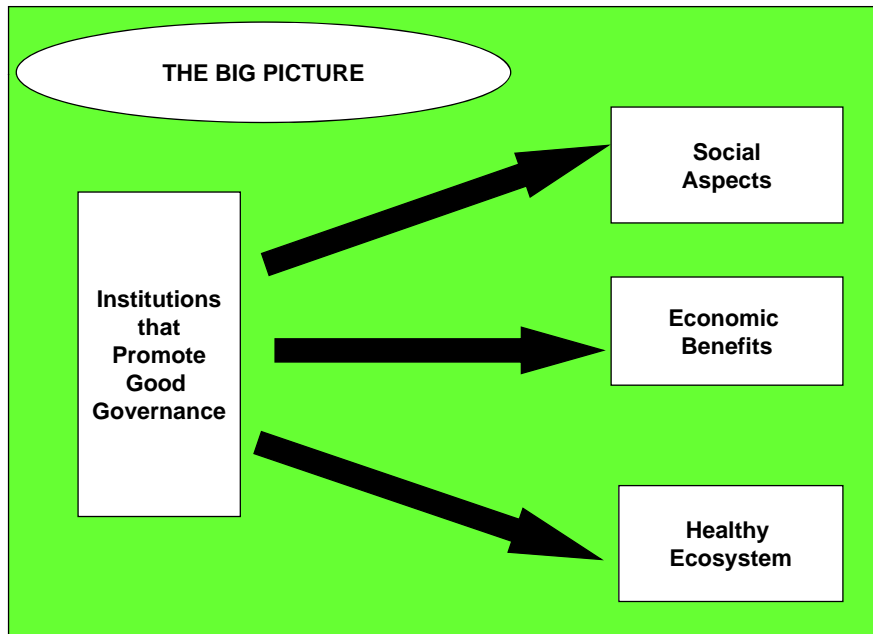 THE BIG PICTURE
Social
Aspects
Institutions
that
Promote
Good
Governance
Economic
Benefits
Healthy
Ecosystem